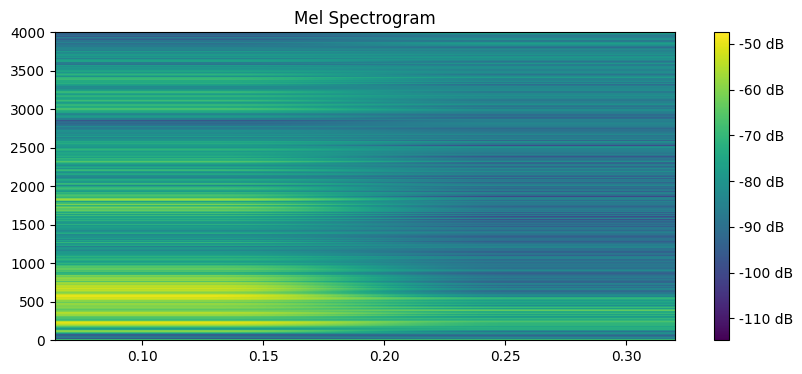 Mel Spectrogram
4000
3500
3000
2500
2000
1500
1000
500
0
0.10 0.15 0.20 0.25 0.30
-50 dB
-60 dB
-70 dB
-80 dB
-90 dB
-100 dB
-110 dB